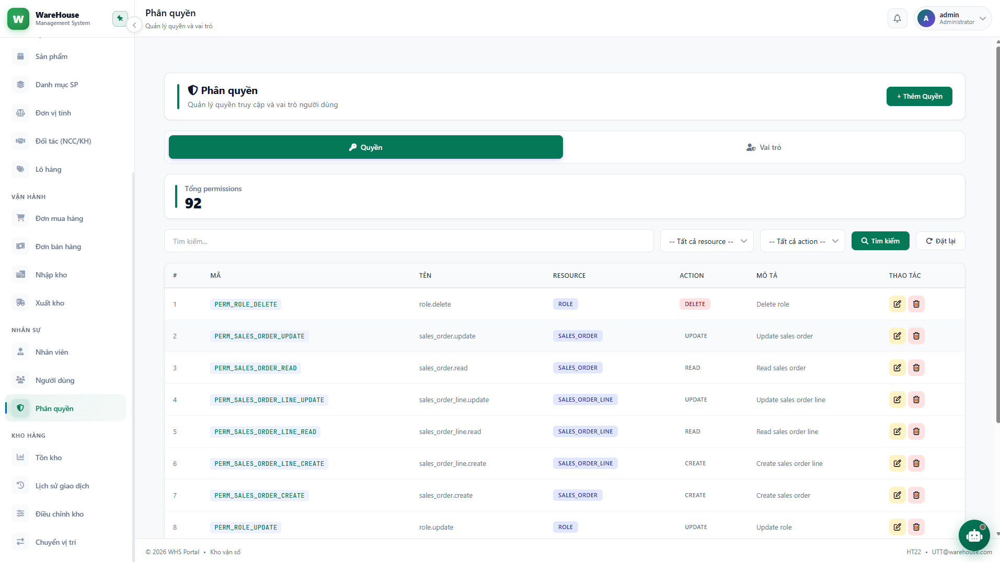 W
WareHouse
Management System
Sản phẩm
Danh mục SP
Đơn vị tính
Đối tác (NCC/KH)
Lô hàng
VẬN HÀNH
Đơn mua hàng
Đơn bán hàng
Nhập kho
Xuất kho
NHÂN SỰ
Nhân viên
Người dùng
Phân quyền
KHO HÀNG
Tồn kho
Lịch sử giao dịch
Điều chỉnh kho
Chuyển vị trí
Phân quyền
Quản lý quyền và vai trò
A
admin
Administrator
Phân quyền
Quản lý quyền truy cập và vai trò người dùng
+ Thêm Quyền
Quyền
Vai trò
Tổng permissions
92
Tìm kiếm...
-- Tất cả resource --
-- Tất cả action --
Tìm kiếm
Đặt lại
# MÃ TÊN RESOURCE ACTION MÔ TẢ THAO TÁC
1 PERM_ROLE_DELETE role.delete ROLE DELETE Delete role
2 PERM_SALES_ORDER_UPDATE sales_order.update SALES_ORDER UPDATE Update sales order
3 PERM_SALES_ORDER_READ sales_order.read SALES_ORDER READ Read sales order
4 PERM_SALES_ORDER_LINE_UPDATE sales_order_line.update SALES_ORDER_LINE UPDATE Update sales order line
5 PERM_SALES_ORDER_LINE_READ sales_order_line.read SALES_ORDER_LINE READ Read sales order line
6 PERM_SALES_ORDER_LINE_CREATE sales_order_line.create SALES_ORDER_LINE CREATE Create sales order line
7 PERM_SALES_ORDER_CREATE sales_order.create SALES_ORDER CREATE Create sales order
8 PERM_ROLE_UPDATE role.update ROLE UPDATE Update role
© 2026 WHS Portal • Kho vận số
HT22 • UTT@warehouse.com